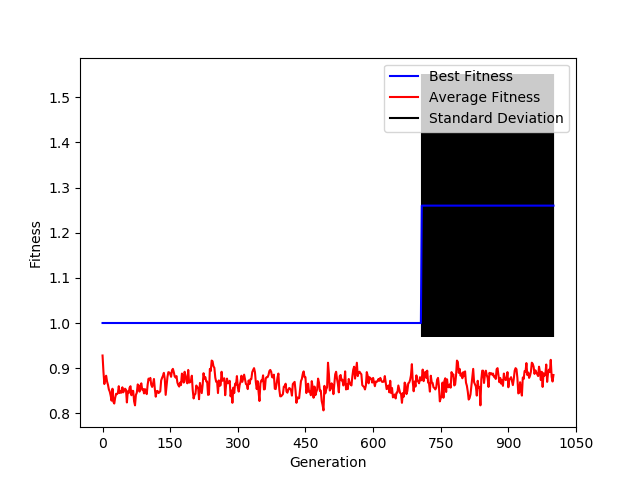 Best Fitness
Average Fitness
Standard Deviation
1.5
1.4
1.3
1.2
1.1
1.0
0.9
0.8
Fitness
0 150 300 450 600 750 900 1050
Generation